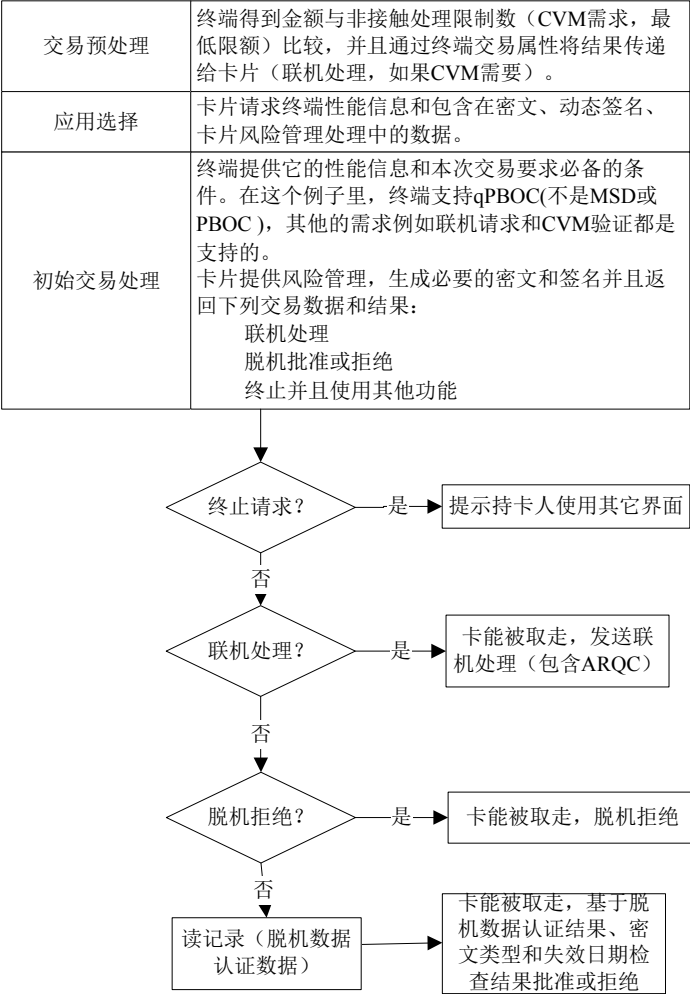 交易预处理
终端得到金额与非接触处理限制数（CVM需求，最
低限额）比较，并且通过终端交易属性将结果传递
给卡片（联机处理，如果CVM需要）。
应用选择
卡片请求终端性能信息和包含在密文、动态签名、
卡片风险管理处理中的数据。
初始交易处理
终端提供它的性能信息和本次交易要求必备的条
件。在这个例子里，终端支持qPBOC(不是MSD或
PBOC )，其他的需求例如联机请求和CVM验证都是
支持的。
卡片提供风险管理，生成必要的密文和签名并且返
回下列交易数据和结果：
联机处理
脱机批准或拒绝
终止并且使用其他功能
终止请求？
是
提示持卡人使用其它界面
否
联机处理？
是
卡能被取走，发送联
机处理（包含ARQC）
否
脱机拒绝？
是
卡能被取走，脱机拒绝
否
读记录（脱机数据
认证数据）
卡能被取走，基于脱
机数据认证结果、密
文类型和失效日期检
查结果批准或拒绝